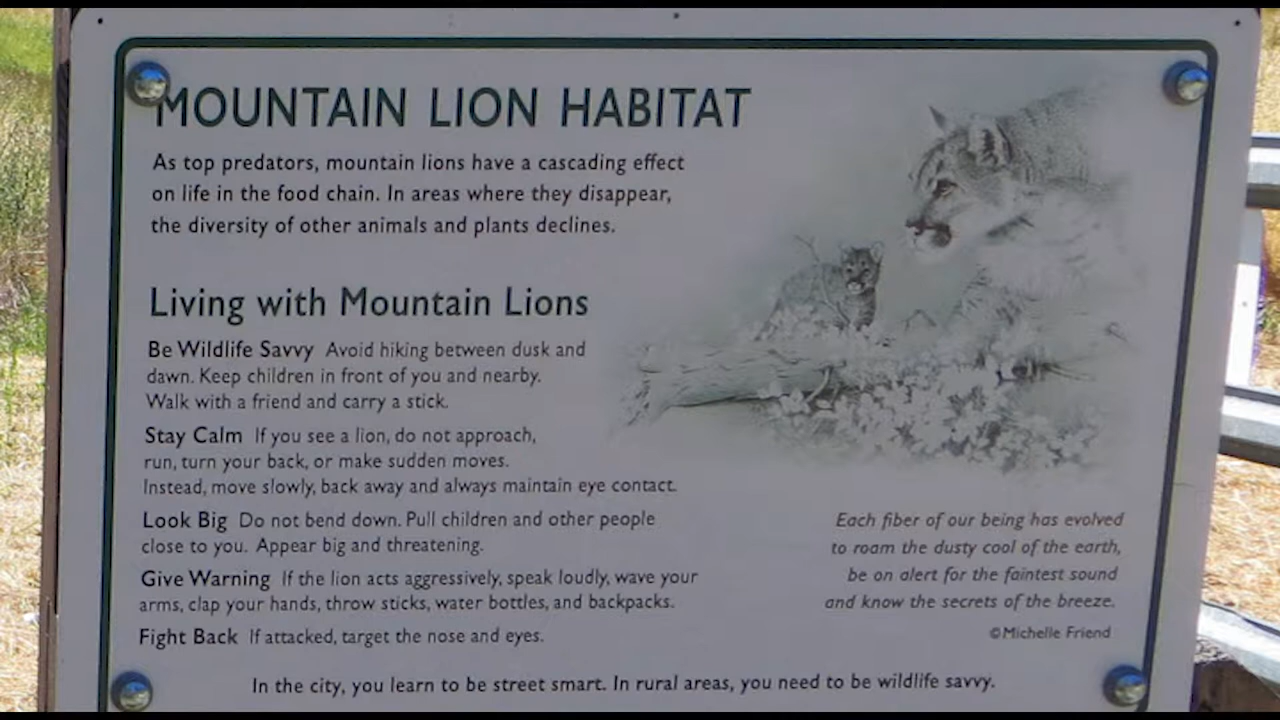 MOUNTAIN LION HABITAT
As top predators, mountain lions have a cascading effect
on life in the food chain. In areas where they disappear,
the diversity of other animals and plants declines.
Living with Mountain Lions
Be Wildlife Savvy Avoid hiking between dusk and
dawn. Keep children in front of you and nearby.
Walk with a friend and carry a stick.
Stay Calm If you see a lion, do not approach,
run, turn your back, or make sudden moves.
Instead, move slowly, back away and always maintain eye contact.
Look Big Do not bend down. Pull children and other people
close to you. Appear big and threatening.
Give Warning If the lion acts aggressively, speak loudly, wave your
arms, clap your hands, throw sticks, water bottles, and backpacks.
Fight Back If attacked, target the nose and eyes.
Each fiber of our being has evolved
to roam the dusty cool of the earth,
be on alert for the faintest sound
and know the secrets of the breeze.
©Michelle Friend
In the city, you learn to be street smart. In rural areas, you need to be wildlife savvy.